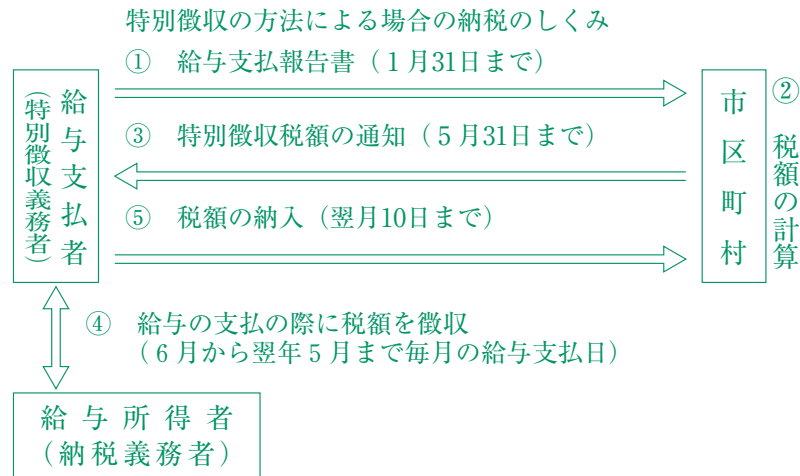 特別徴収の方法による場合の納税のしくみ
① 給与支払報告書(1月31日まで)
給与支払者
(特別徴収義務者)
市区町村
② 税額の計算
③ 特別徴収税額の通知(5月31日まで)
⑤ 税額の納入(翌月10日まで)
④ 給与の支払の際に税額を徴収
(6月から翌年5月まで毎月の給与支払日)
給与所得者
(納税義務者)